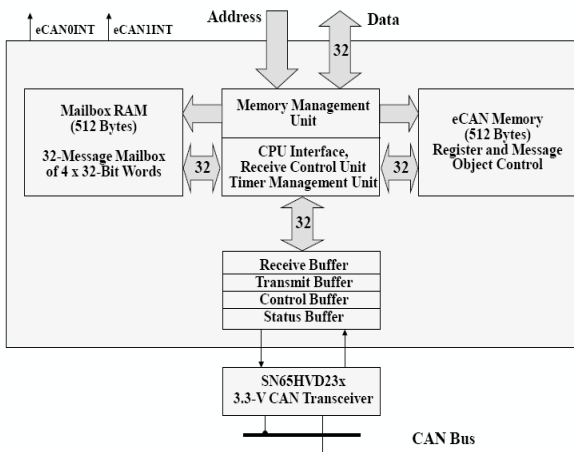 eCAN0INT
eCAN1INT
Address
Data
32
Mailbox RAM
(512 Bytes)
32-Message Mailbox
of 4 x 32-Bit Words
Memory Management
Unit
CPU Interface,
Receive Control Unit
Timer Management Unit
eCAN Memory
(512 Bytes)
Register and Message
Object Control
32
32
32
Receive Buffer
Transmit Buffer
Control Buffer
Status Buffer
SN65HVD23x
3.3-V CAN Transceiver
CAN Bus